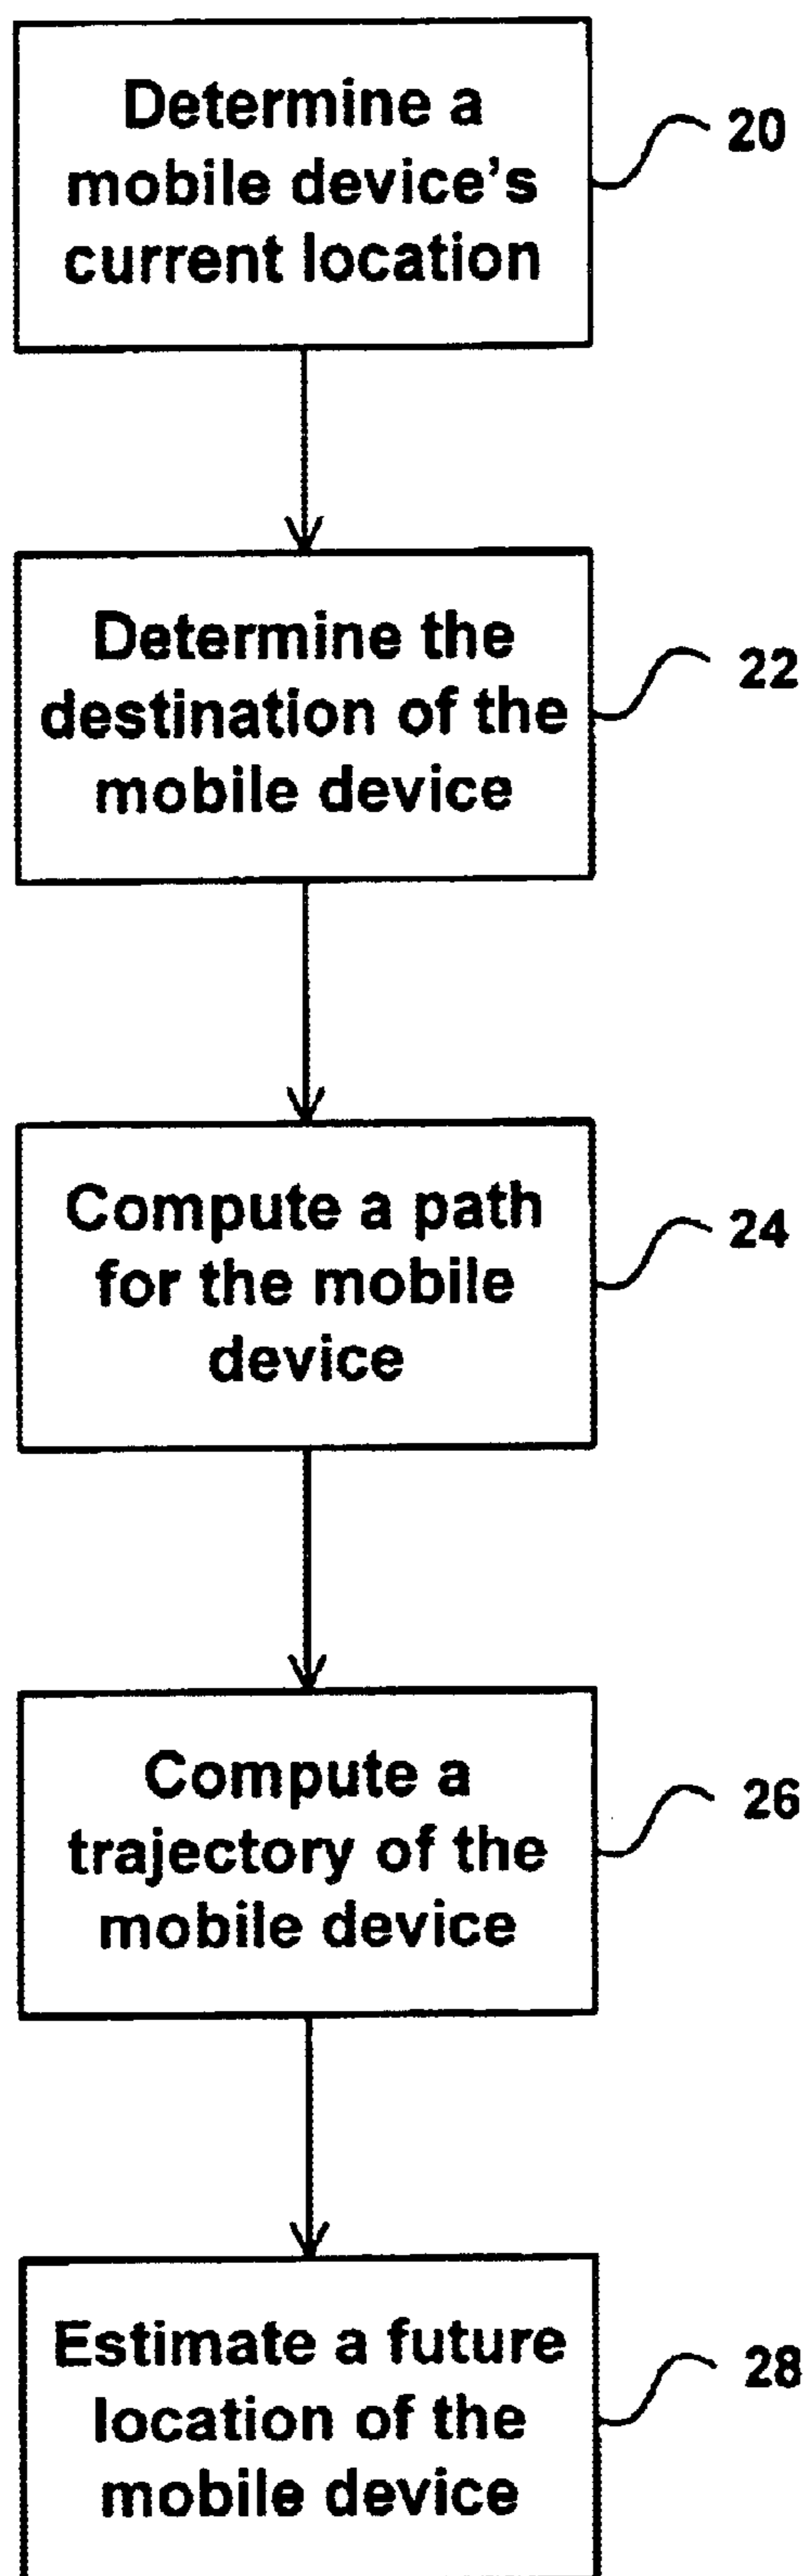 Determine a
mobile device's
current location
20
Determine the
destination of the
mobile device
22
Compute a path
for the mobile
device
24
Compute a
trajectory of the
mobile device
26
Estimate a future
location of the
mobile device
28